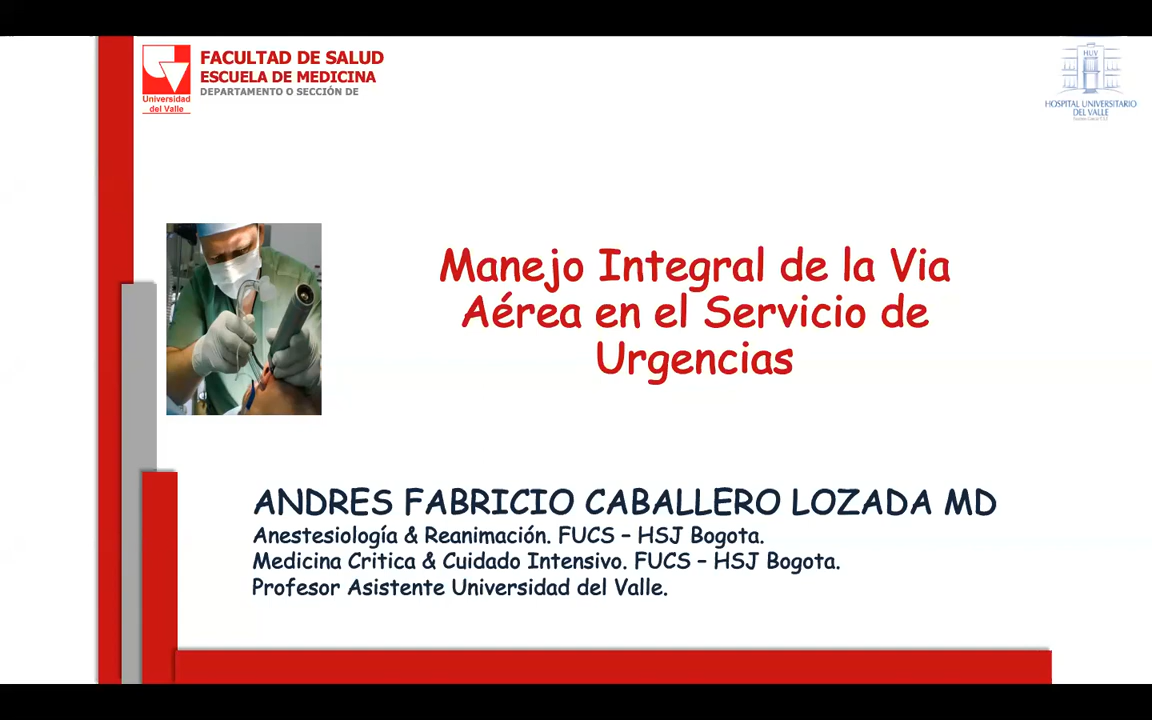 FACULTAD DE SALUD
ESCUELA DE MEDICINA
DEPARTAMENTO O SECCIÓN DE
Universidad
del Valle
HUV
HOSPITAL UNIVERSITARIO
DEL VALLE
Manejo Integral de la Via
Aérea en el Servicio de
Urgencias
ANDRES FABRICIO CABALLERO LOZADA MD
Anestesiología & Reanimación. FUCS – HSJ Bogota.
Medicina Critica & Cuidado Intensivo. FUCS – HSJ Bogota.
Profesor Asistente Universidad del Valle.